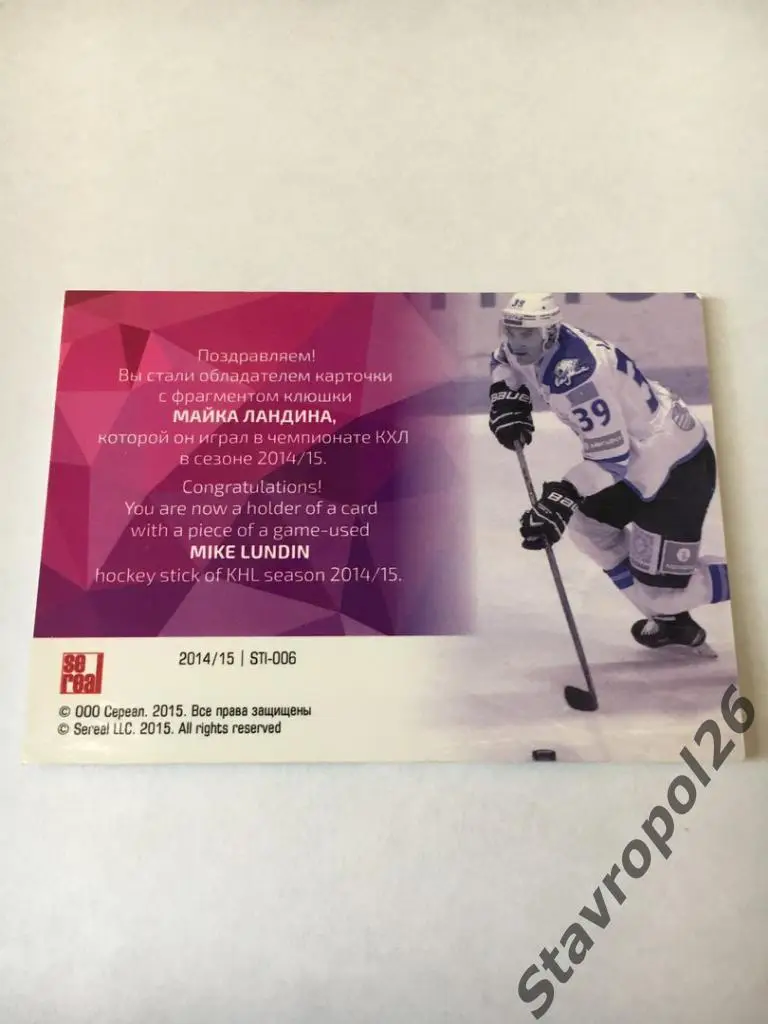 Поздравляем!
Вы стали обладателем карточки
с фрагментом клюшки
МАЙКА ЛАНДИНА,
которой он играл в чемпионате КХЛ
в сезоне 2014/15.
Congratulations!
You are now a holder of a card
with a piece of a game-used
MIKE LUNDIN
hockey stick of KHL season 2014/15.
se
real
2014/15 | STI-006
© ООО Сереал. 2015. Все права защищены
© Sereal LLC. 2015. All rights reserved
39
39
BAUER
Stavropol26